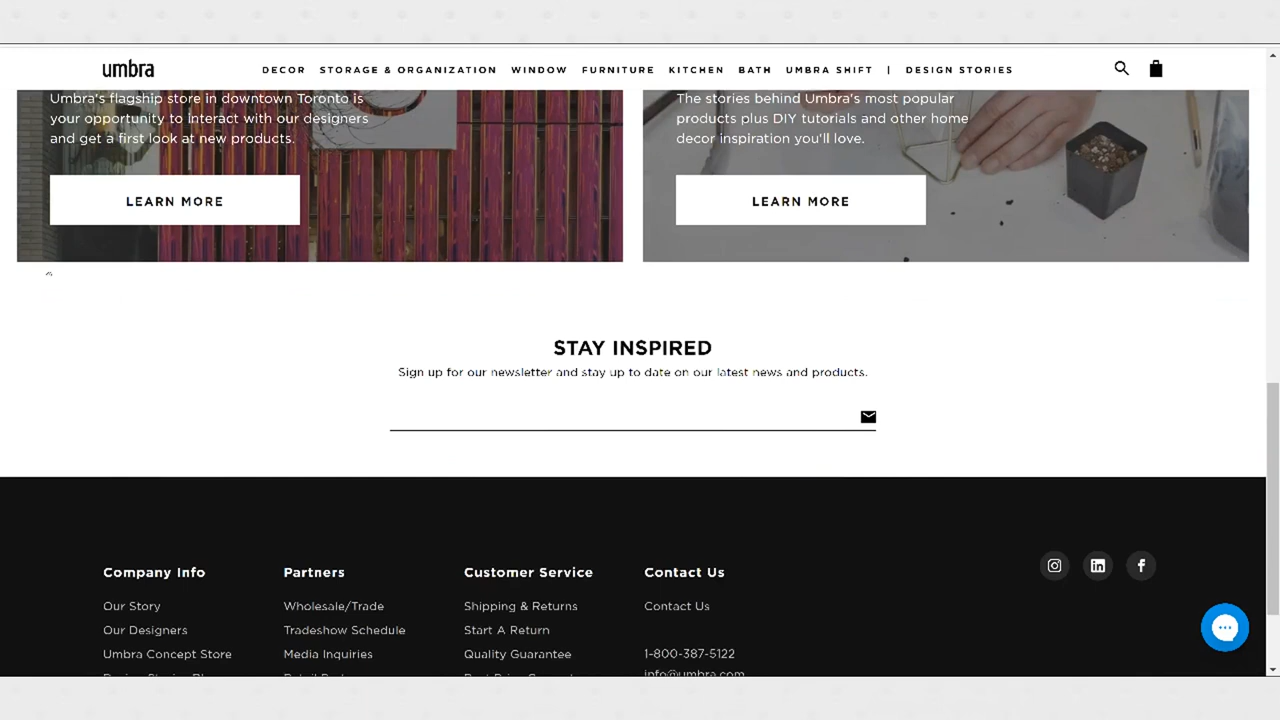 umbra
DECOR STORAGE & ORGANIZATION WINDOW FURNITURE KITCHEN BATH UMBRA SHIFT | DESIGN STORIES
Umbra's flagship store in downtown Toronto is
your opportunity to interact with our designers
and get a first look at new products.
LEARN MORE
The stories behind Umbra's most popular
products plus DIY tutorials and other home
decor inspiration you'll love.
LEARN MORE
STAY INSPIRED
Sign up for our newsletter and stay up to date on our latest news and products.
Company Info
Our Story
Our Designers
Umbra Concept Store
Partners
Wholesale/Trade
Tradeshow Schedule
Media Inquiries
Customer Service
Shipping & Returns
Start A Return
Quality Guarantee
Contact Us
Contact Us
1-800-387-5122
info@umbra.com